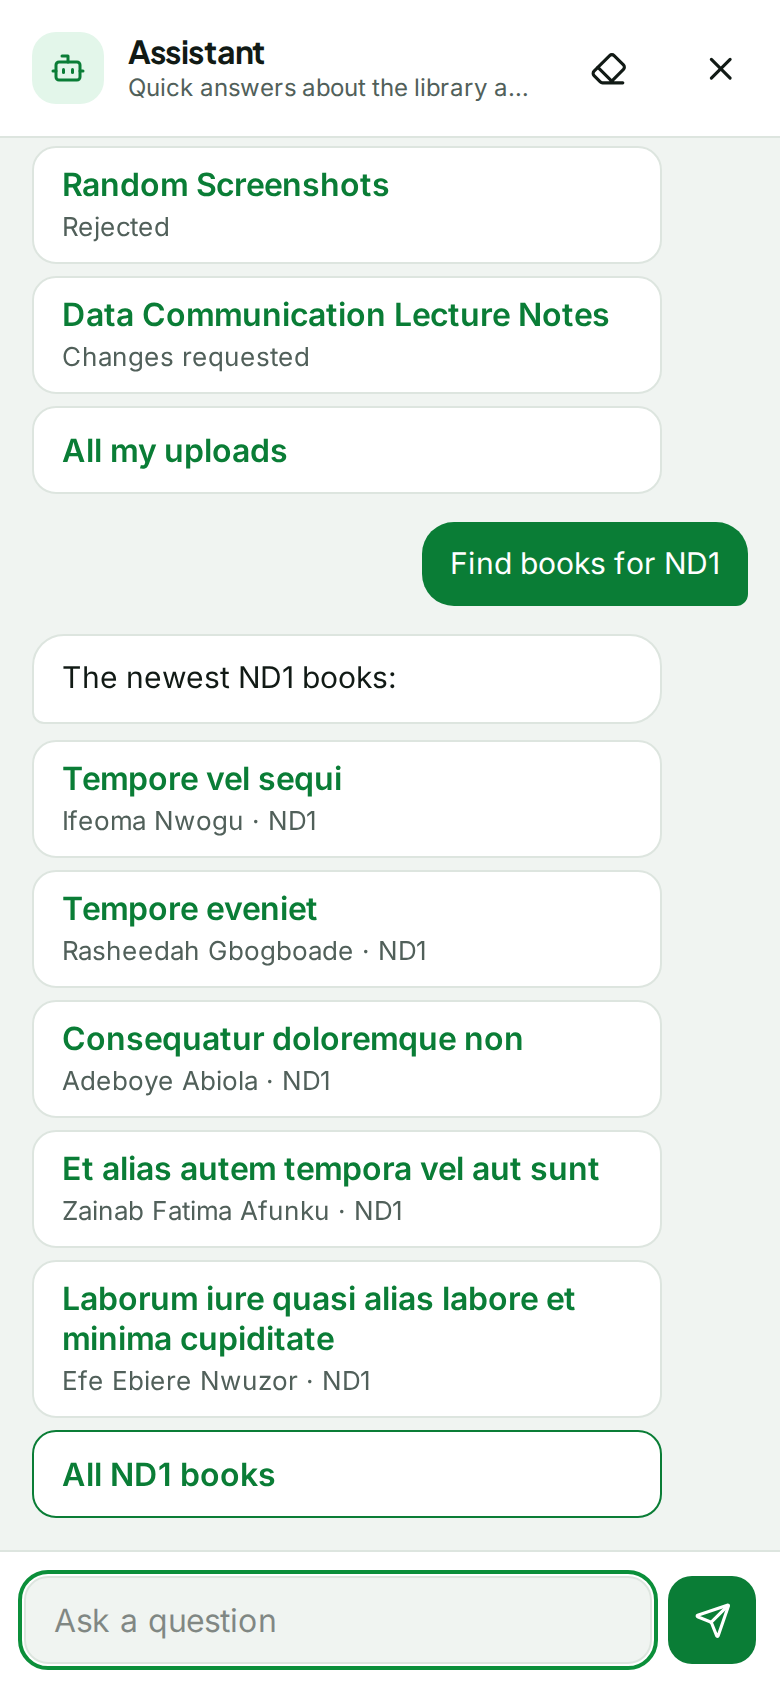 Assistant
Quick answers about the library a...
Random Screenshots
Rejected
Data Communication Lecture Notes
Changes requested
All my uploads
Find books for ND1
The newest ND1 books:
Tempore vel sequi
Ifeoma Nwogu · ND1
Tempore eveniet
Rasheedah Gbogboade · ND1
Consequatur doloremque non
Adeboye Abiola · ND1
Et alias autem tempora vel aut sunt
Zainab Fatima Afunku · ND1
Laborum iure quasi alias labore et
minima cupiditate
Efe Ebiere Nwuzor · ND1
All ND1 books
Ask a question